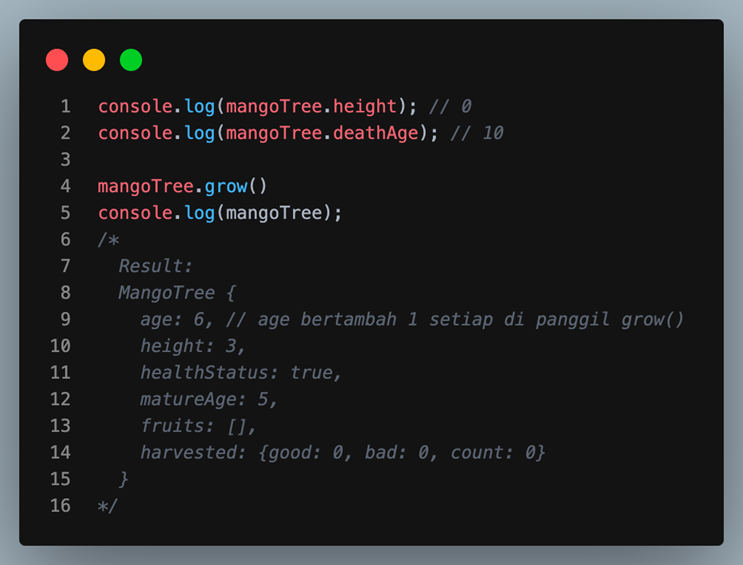 1 console.log(mangoTree.height); // 0
2 console.log(mangoTree.deathAge); // 10
3
4 mangoTree.grow()
5 console.log(mangoTree);
6 /*
7   Result:
8   MangoTree {
9     age: 6, // age bertambah 1 setiap di panggil grow()
10     height: 3,
11     healthStatus: true,
12     matureAge: 5,
13     fruits: [],
14     harvested: {good: 0, bad: 0, count: 0}
15   }
16 */